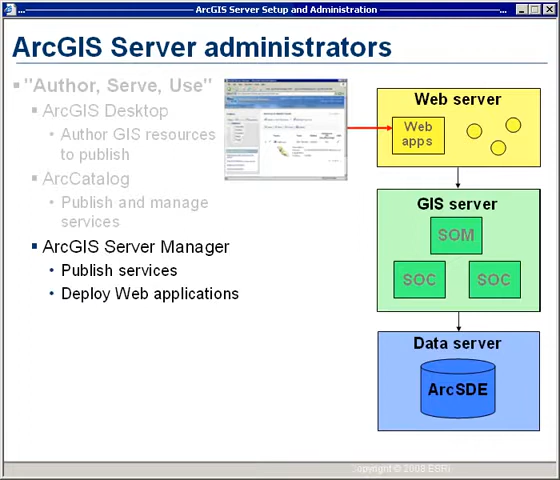 ArcGIS Server Setup and Administration
ArcGIS Server administrators
"Author, Serve, Use"
ArcGIS Desktop
Author GIS resources
to publish
ArcCatalog
Publish and manage
services
ArcGIS Server Manager
Publish services
Deploy Web applications
Web server
Web
apps
GIS server
SOM
SOC SOC
Data server
ArcSDE
copyright © 2008 ESRI